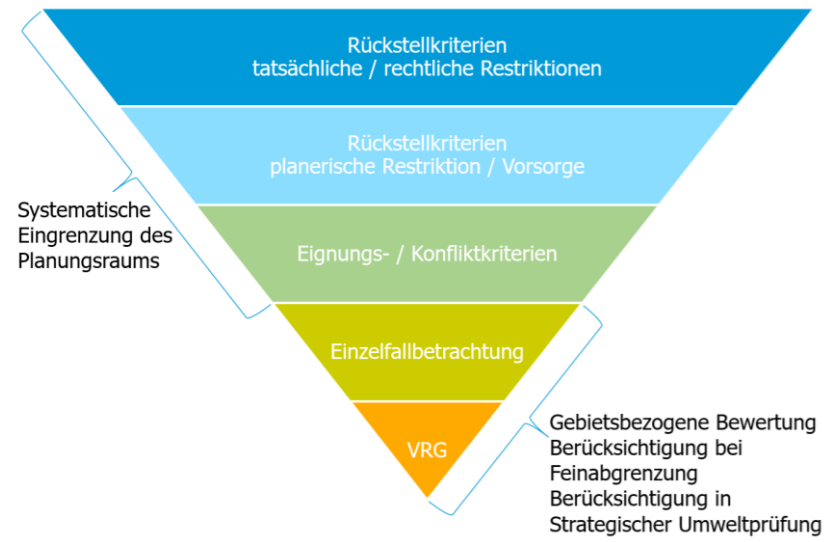 Rückstellkriterien
tatsächliche / rechtliche Restriktionen
Rückstellkriterien
planerische Restriktion / Vorsorge
Systematische
Eingrenzung des
Planungsraums
Eignungs- / Konfliktkriterien
Einzelfallbetrachtung
VRG
Gebietsbezogene Bewertung
Berücksichtigung bei
Feinabgrenzung
Berücksichtigung in
Strategischer Umweltprüfung